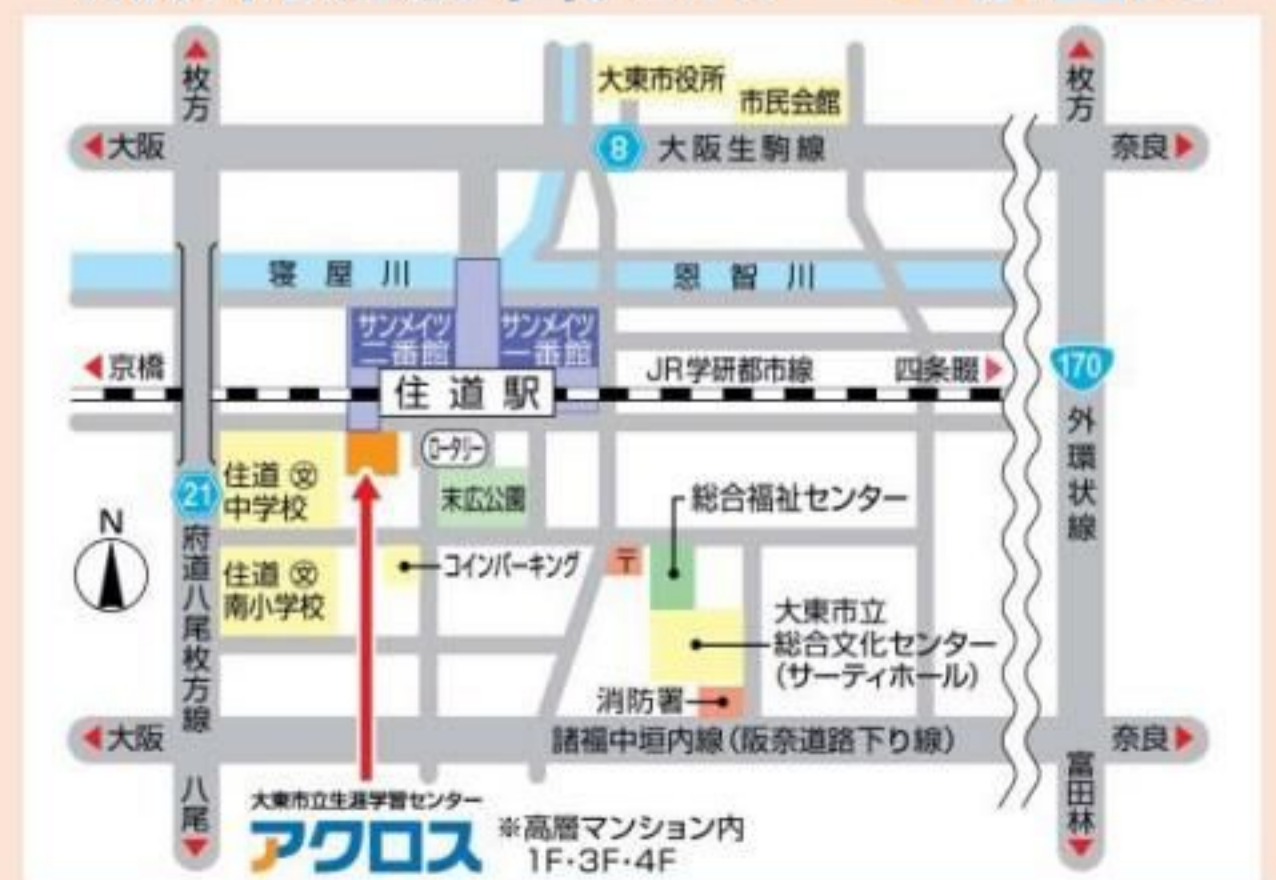 枚方
枚方
大東市役所
市民会館
大阪
8
大阪生駒線
奈良
寝屋川
恩智川
サンメイツ
二番館
サンメイツ
一番館
京橋
JR学研都市線
四条畷
170
住道駅
外環状線
ロータリー
住道 文
中学校
21
末広公園
総合福祉センター
N
府道八尾枚方線
〒
コインパーキング
住道 文
南小学校
大東市立
総合文化センター
(サーティホール)
消防署
大阪
諸福中垣内線(阪奈道路下り線)
奈良
八尾
富田林
大東市立生涯学習センター
アクロス
※高層マンション内
1F・3F・4F